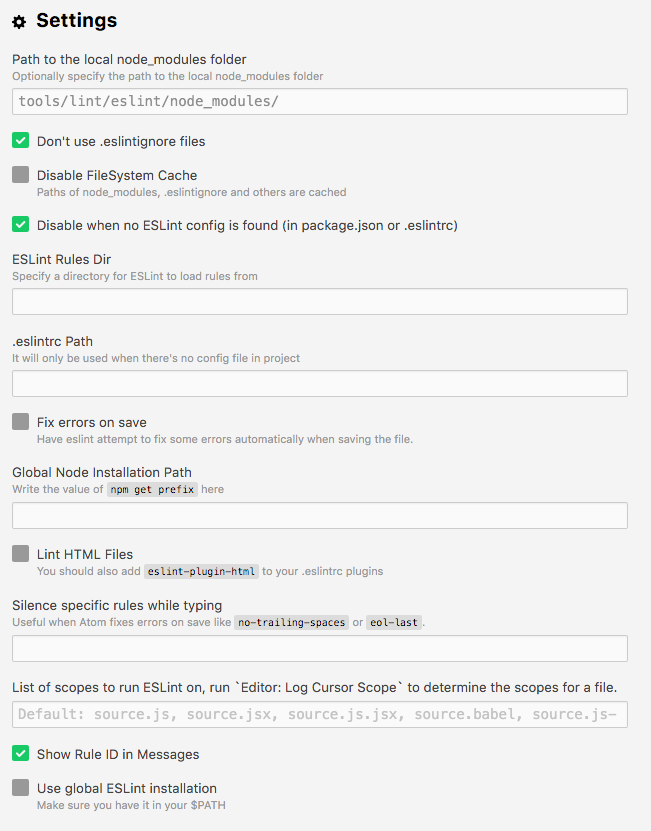 Settings
Path to the local node_modules folder
Optionally specify the path to the local node_modules folder
tools/lint/eslint/node_modules/
Don't use .eslintignore files
Disable FileSystem Cache
Paths of node_modules, .eslintignore and others are cached
Disable when no ESLint config is found (in package.json or .eslintrc)
ESLint Rules Dir
Specify a directory for ESLint to load rules from
.eslintrc Path
It will only be used when there's no config file in project
Fix errors on save
Have eslint attempt to fix some errors automatically when saving the file.
Global Node Installation Path
Write the value of npm get prefix here
Lint HTML Files
You should also add eslint-plugin-html to your .eslintrc plugins
Silence specific rules while typing
Useful when Atom fixes errors on save like no-trailing-spaces or eol-last.
List of scopes to run ESLint on, run `Editor: Log Cursor Scope` to determine the scopes for a file.
Default: source.js, source.jsx, source.js.jsx, source.babel, source.js-
Show Rule ID in Messages
Use global ESLint installation
Make sure you have it in your $PATH